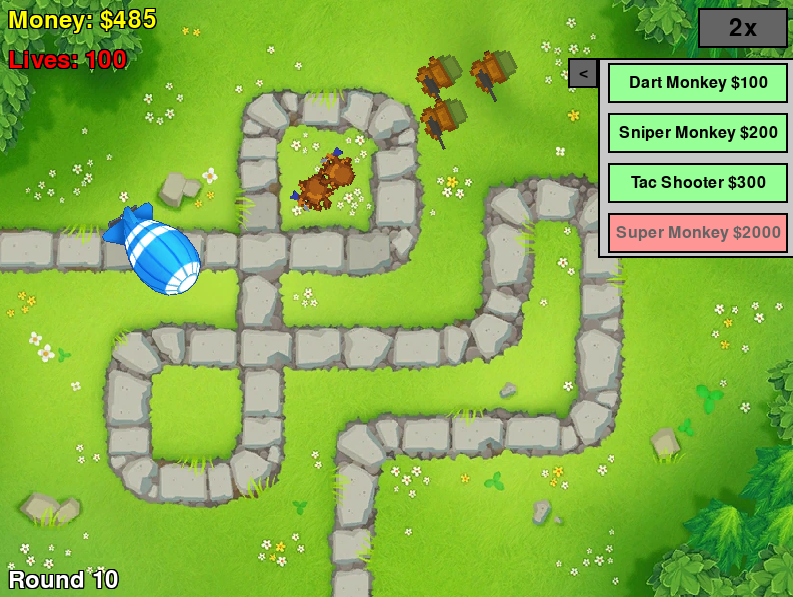 Money: $485
Lives: 100
2x
<
Dart Monkey $100
Sniper Monkey $200
Tac Shooter $300
Super Monkey $2000
Round 10